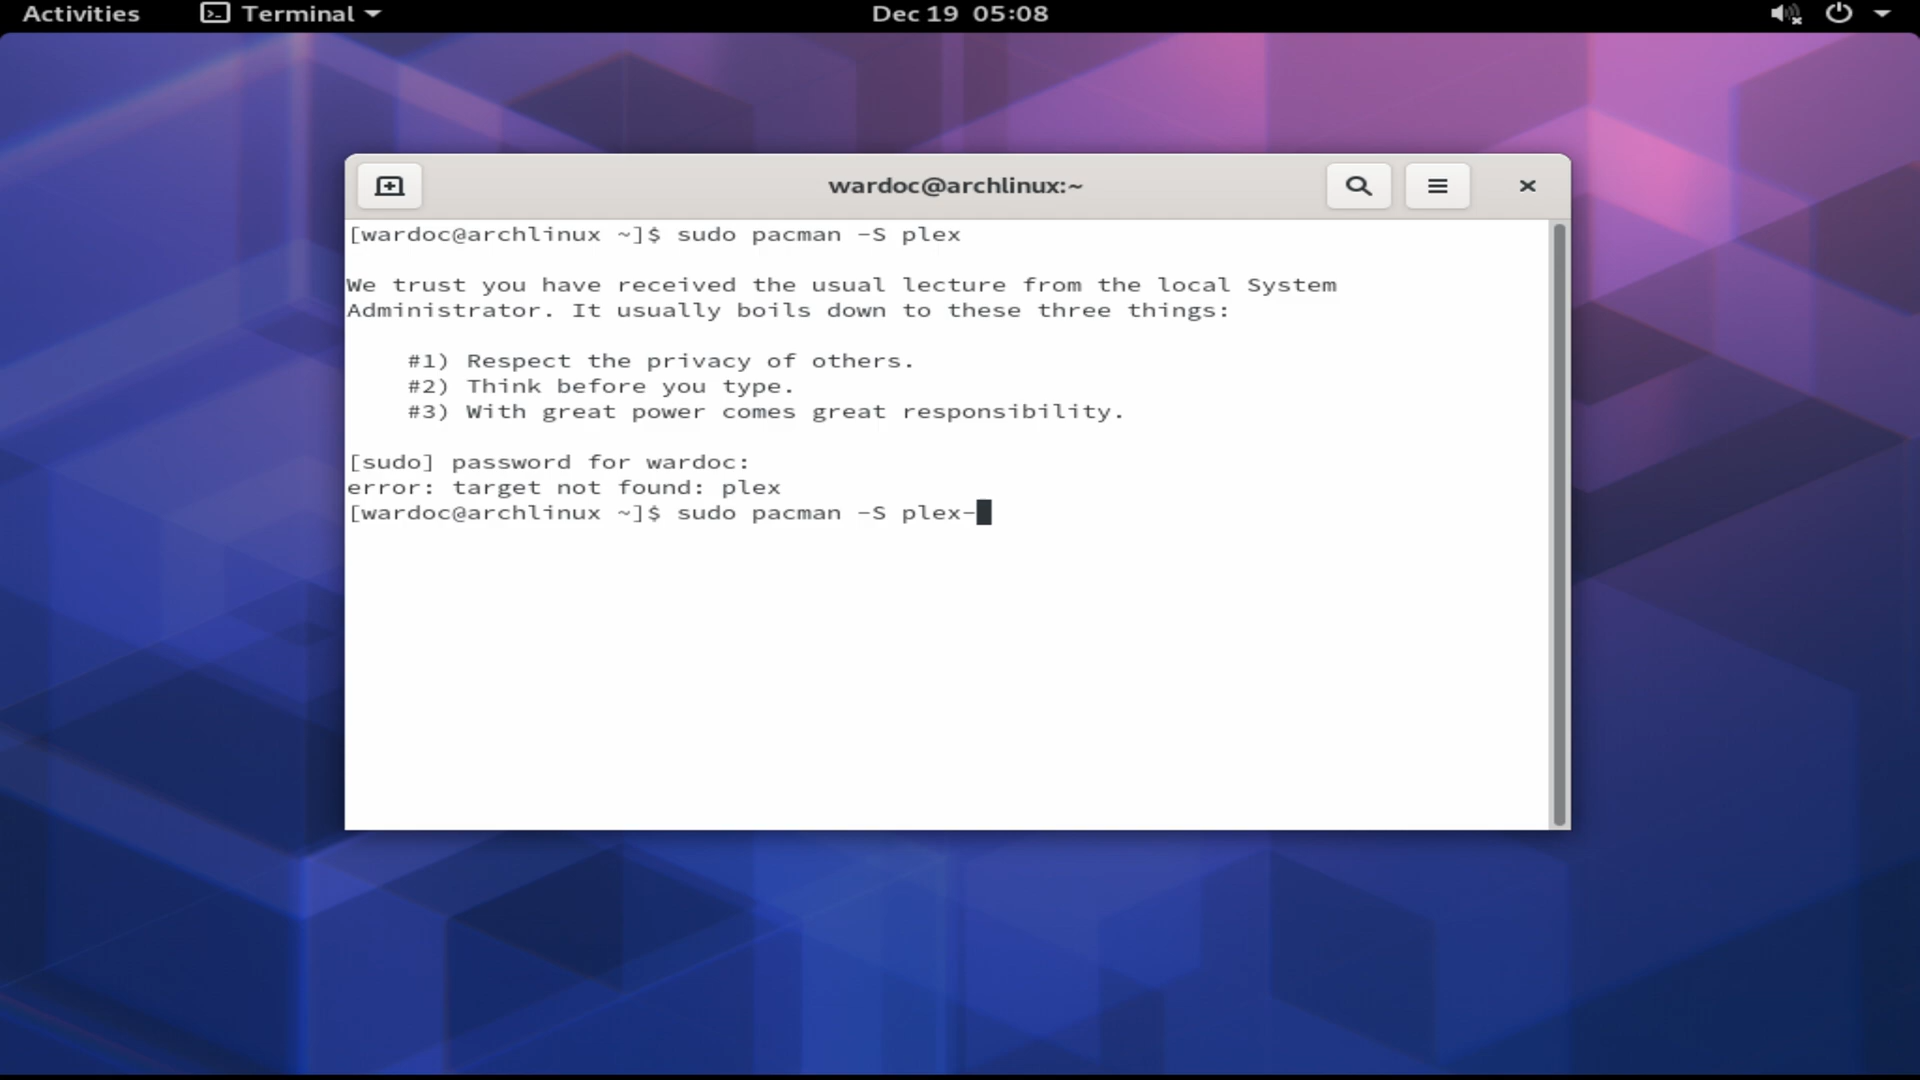 Activities Terminal Dec 19 05:08
wardoc@archlinux:~
[wardoc@archlinux ~]$ sudo pacman -S plex
We trust you have received the usual lecture from the local System
Administrator. It usually boils down to these three things:
#1) Respect the privacy of others.
#2) Think before you type.
#3) With great power comes great responsibility.
[sudo] password for wardoc:
error: target not found: plex
[wardoc@archlinux ~]$ sudo pacman -S plex-